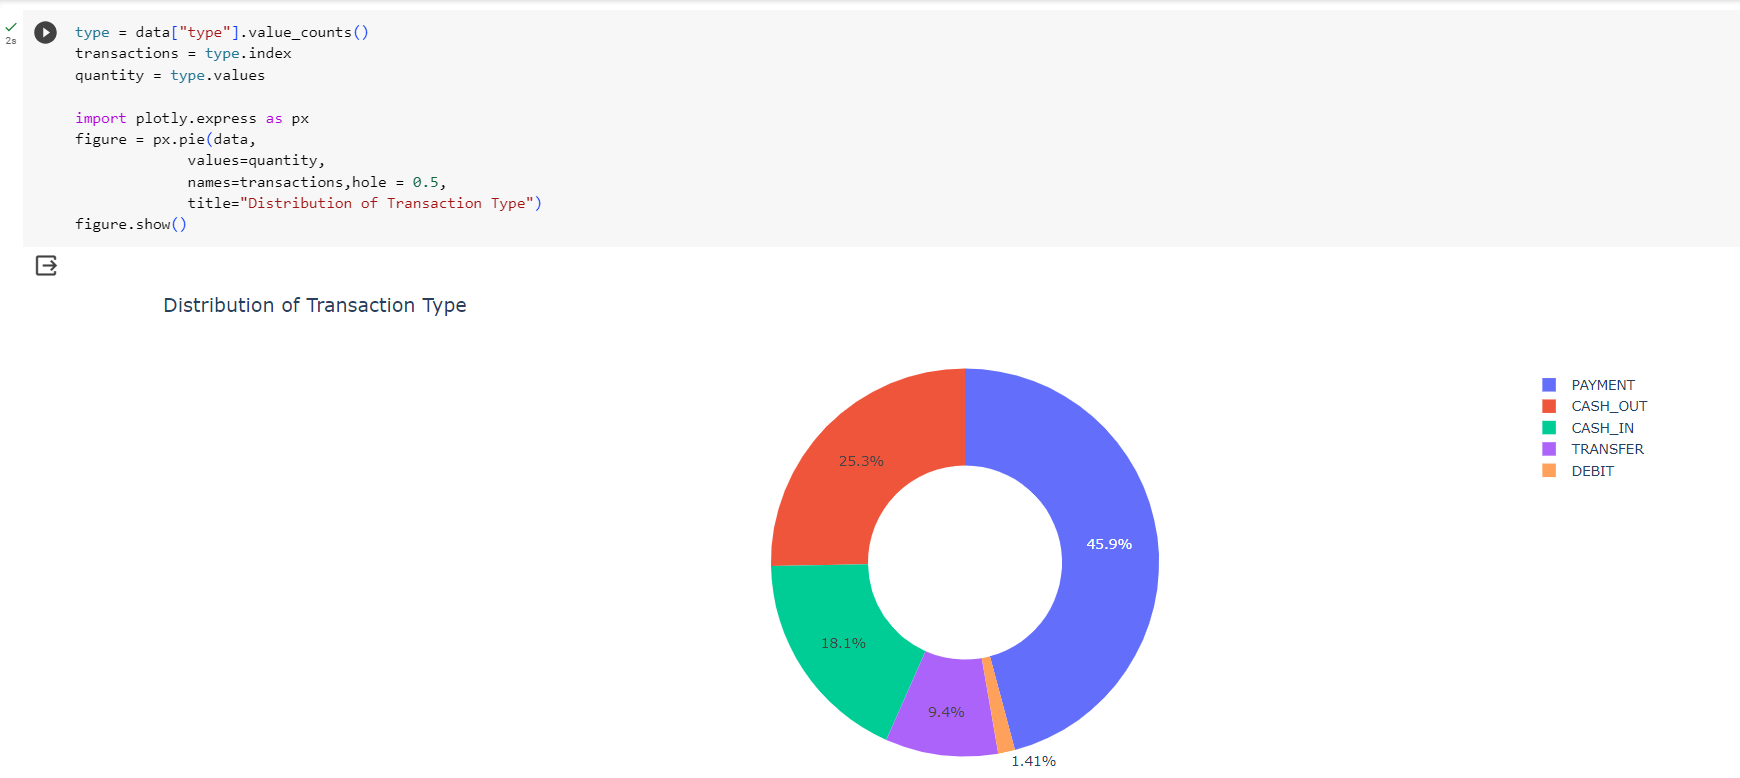 2s
type = data["type"].value_counts()
transactions = type.index
quantity = type.values
import plotly.express as px
figure = px.pie(data,
values=quantity,
names=transactions,hole = 0.5,
title="Distribution of Transaction Type")
figure.show()
Distribution of Transaction Type
PAYMENT
CASH_OUT
CASH_IN
TRANSFER
DEBIT
25.3%
45.9%
18.1%
9.4%
1.41%